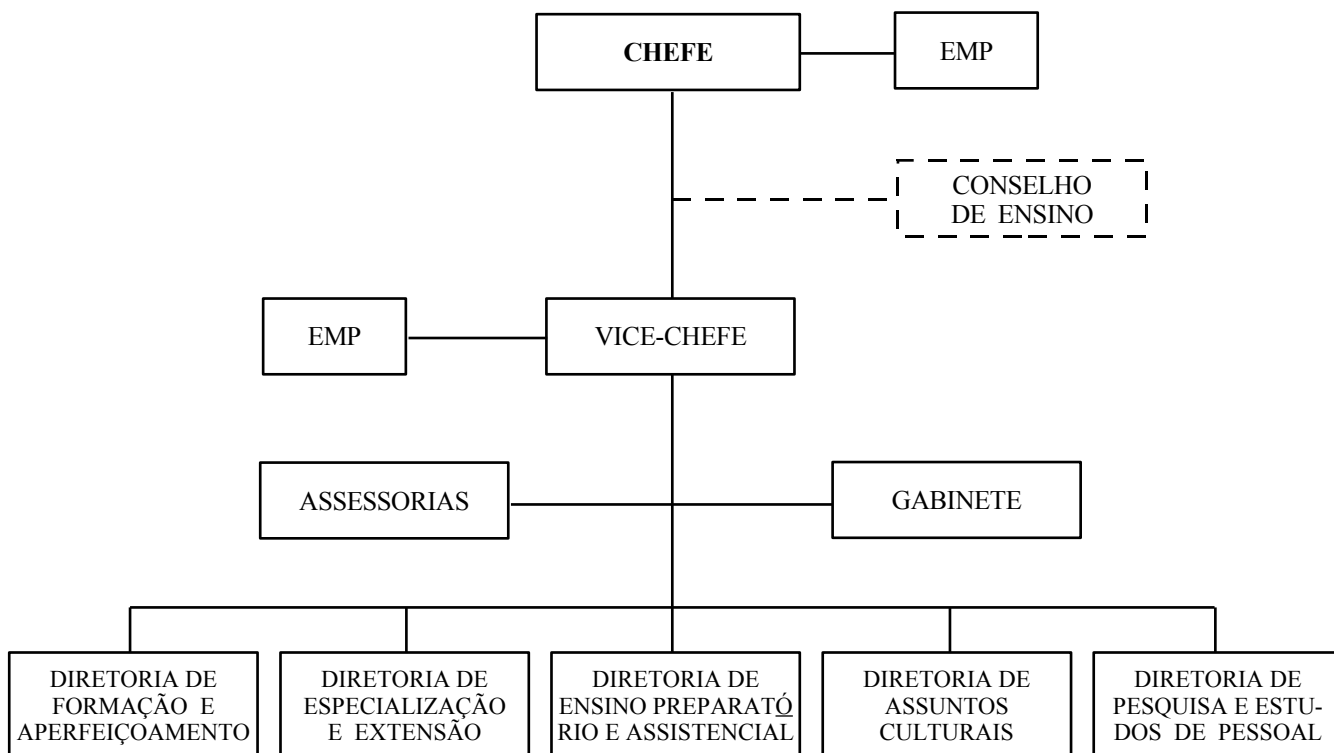 CHEFE
EMP
CONSELHO
DE ENSINO
EMP
VICE-CHEFE
ASSESSORIAS
GABINETE
DIRETORIA DE
FORMAÇÃO E
APERFEIÇOAMENTO
DIRETORIA DE
ESPECIALIZAÇÃO
E EXTENSÃO
DIRETORIA DE
ENSINO PREPARATÓ
RIO E ASSISTENCIAL
DIRETORIA DE
ASSUNTOS
CULTURAIS
DIRETORIA DE
PESQUISA E ESTU-
DOS DE PESSOAL